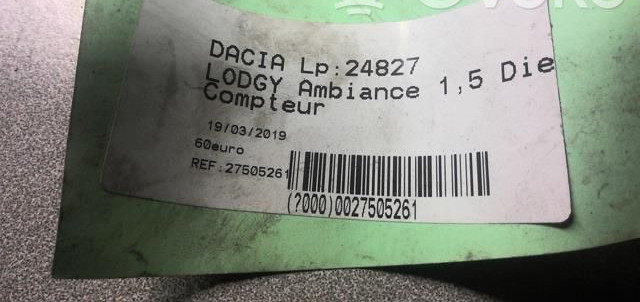 DACIA Lp:24827
LODGY Ambiance 1,5 Die
Compteur
19/03/2019
60euro
REF:27505261
(?000)0027505261